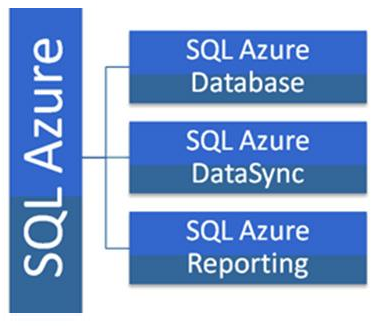 SQL Azure
SQL Azure
Database
SQL Azure
DataSync
SQL Azure
Reporting